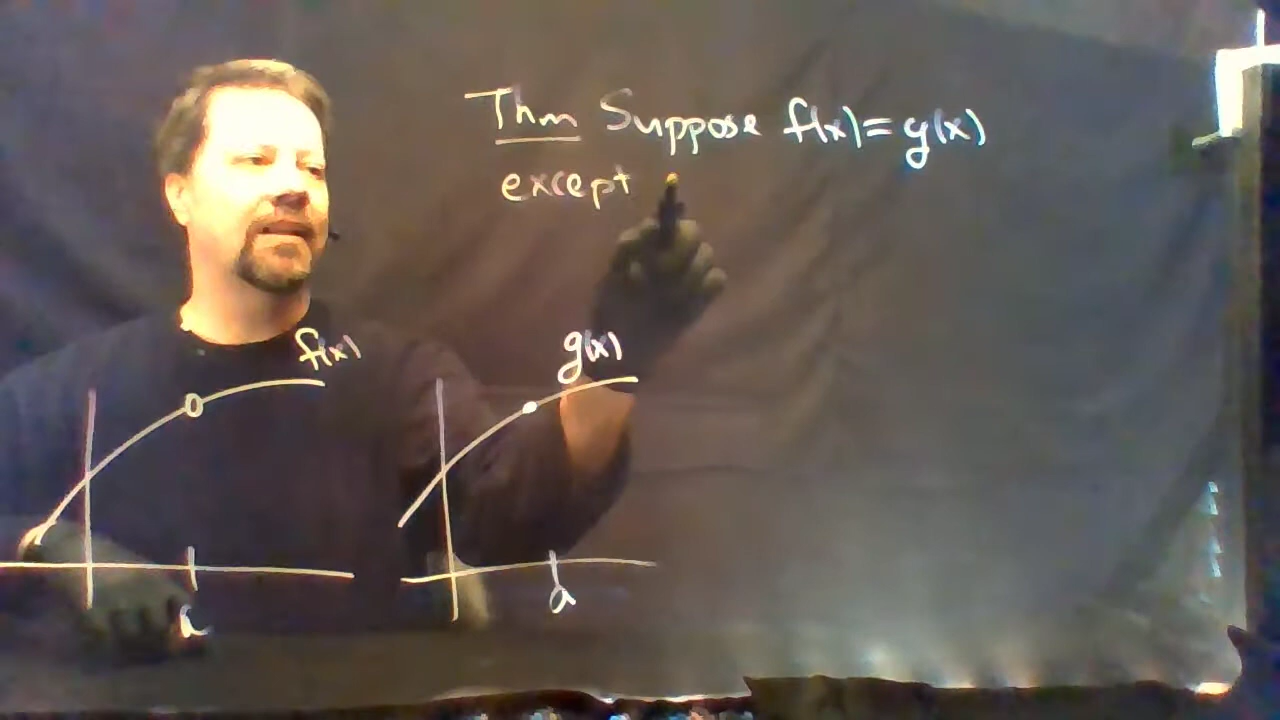 Thm Suppose f(x)=g(x)
except
f(x)
g(x)
a
a